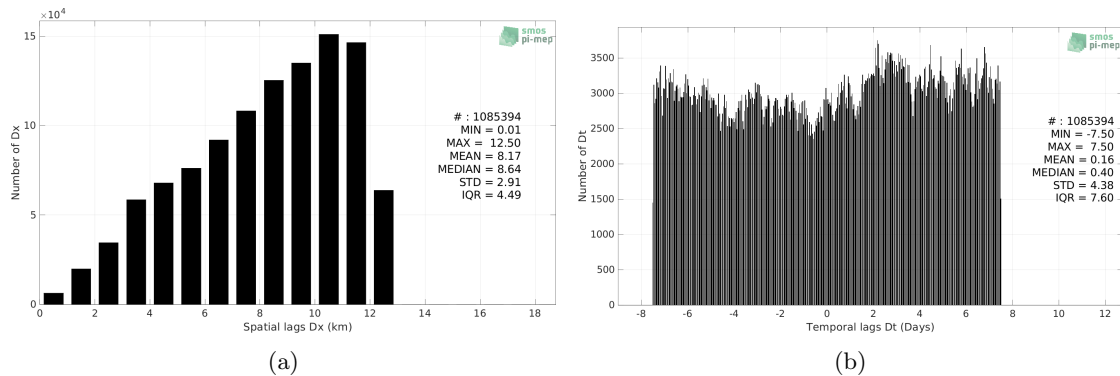 ×10⁴
15
10
5
0
Number of Dx
0 2 4 6 8 10 12 14 16 18
Spatial lags Dx (km)
smos
pi-mep
# : 1085394
MIN = 0.01
MAX = 12.50
MEAN = 8.17
MEDIAN = 8.64
STD = 2.91
IQR = 4.49
(a)
3500
3000
2500
2000
1500
1000
500
0
Number of Dt
-8 -6 -4 -2 0 2 4 6 8 10 12
Temporal lags Dt (Days)
smos
pi-mep
# : 1085394
MIN = -7.50
MAX = 7.50
MEAN = 0.16
MEDIAN = 0.40
STD = 4.38
IQR = 7.60
(b)